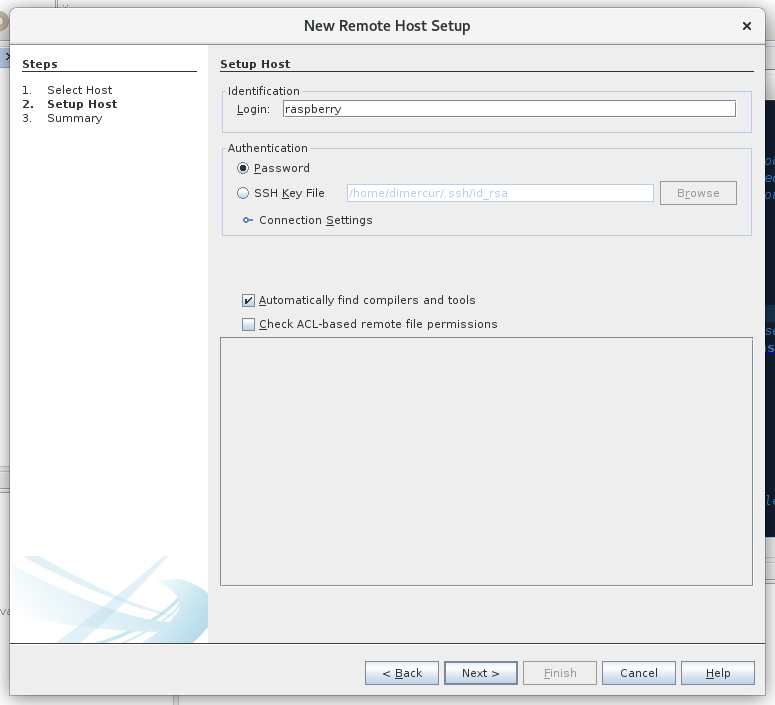 New Remote Host Setup
Steps
1. Select Host
2. Setup Host
3. Summary
Setup Host
Identification
Login: raspberry
Authentication
Password
SSH Key File /home/dimercur/.ssh/id_rsa Browse
Connection Settings
Automatically find compilers and tools
Check ACL-based remote file permissions
< Back Next > Finish Cancel Help